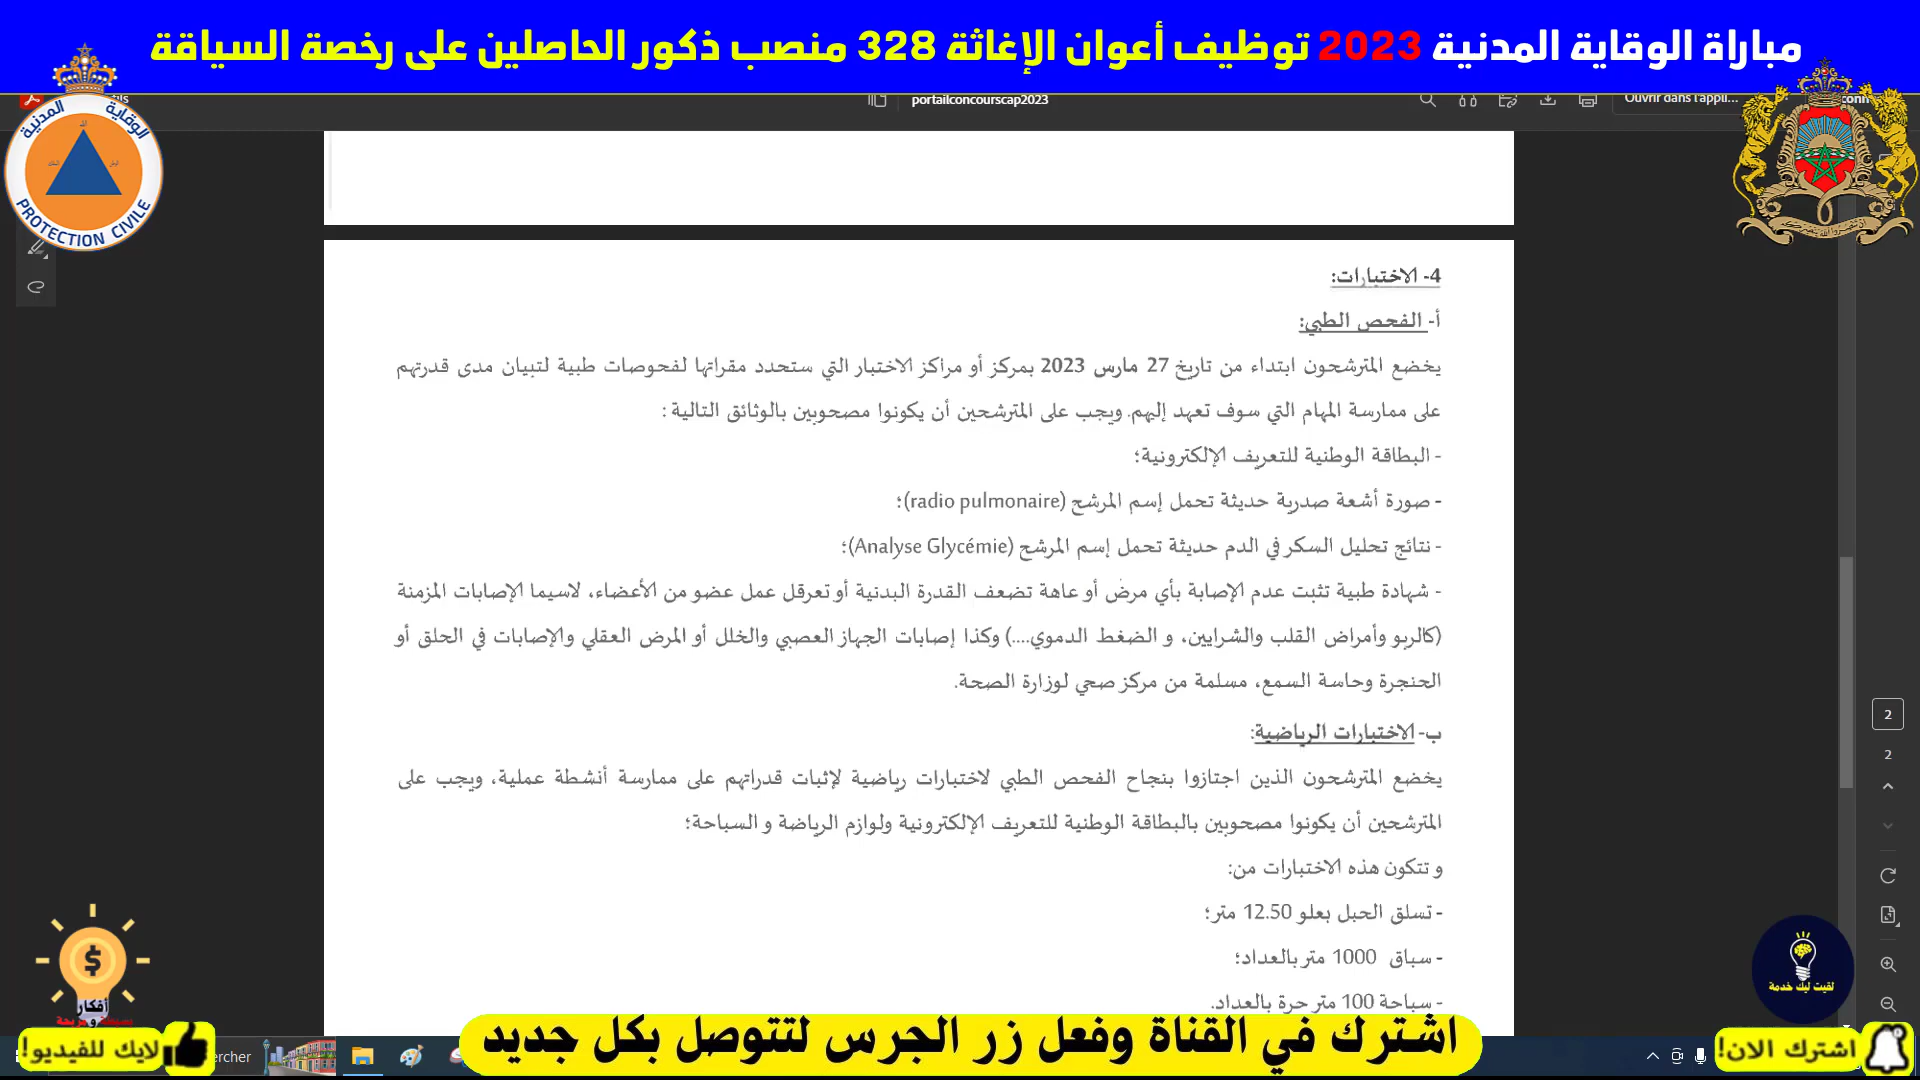 مباراة الوقاية المدنية 2023 توظيف أعوان الإغاثة 328 منصب ذكور الحاصلين على رخصة السياقة
portailconcourscap2023
Ouvrir dans l'appli...
الوقاية المدنية
PROTECTION CIVILE
4- الاختبارات:
أ- الفحص الطبي:
يخضع المترشحون ابتداء من تاريخ 27 مارس 2023 بمركز أو مراكز الاختبار التي ستحدد مقراتها لفحوصات طبية لتبيان مدى قدرتهم
على ممارسة المهام التي سوف تعهد إليهم. ويجب على المترشحين أن يكونوا مصحوبين بالوثائق التالية :
- البطاقة الوطنية للتعريف الإلكترونية؛
- صورة أشعة صدرية حديثة تحمل إسم المرشح (radio pulmonaire)؛
- نتائج تحليل السكر في الدم حديثة تحمل إسم المرشح (Analyse Glycémie)؛
- شهادة طبية تثبت عدم الإصابة بأي مرض أو عاهة تضعف القدرة البدنية أو تعرقل عمل عضو من الأعضاء، لاسيما الإصابات المزمنة
(كالربو وأمراض القلب والشرايين، و الضغط الدموي....) وكذا إصابات الجهاز العصبي والخلل أو المرض العقلي والإصابات في الحلق أو
الحنجرة وحاسة السمع، مسلمة من مركز صحي لوزارة الصحة.
ب- الاختبارات الرياضية:
يخضع المترشحون الذين اجتازوا بنجاح الفحص الطبي لاختبارات رياضية لإثبات قدراتهم على ممارسة أنشطة عملية، ويجب على
المترشحين أن يكونوا مصحوبين بالبطاقة الوطنية للتعريف الإلكترونية ولوازم الرياضة و السباحة؛
و تتكون هذه الاختبارات من:
- تسلق الحبل بعلو 12.50 متر؛
- سباق 1000 متر بالعداد؛
- سباحة 100 متر حرة بالعداد.
2
2
لقيت ليك خدمة
أفكار
لايك للفيديو!
ercher
اشترك في القناة وفعل زر الجرس لتتوصل بكل جديد
اشترك الان!